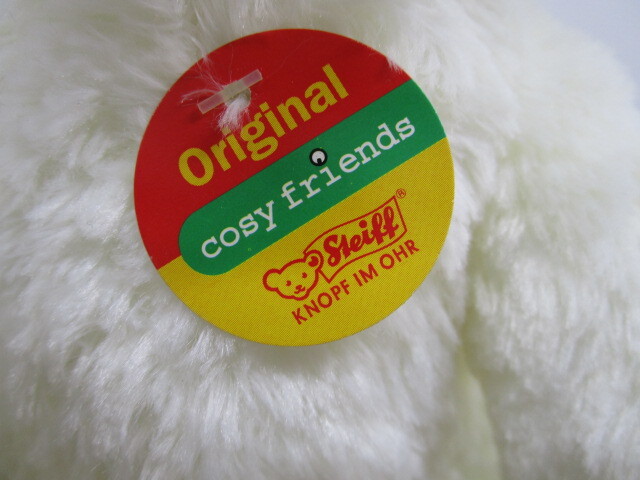 Original
cosy friends
Steiff®
KNOPF IM OHR